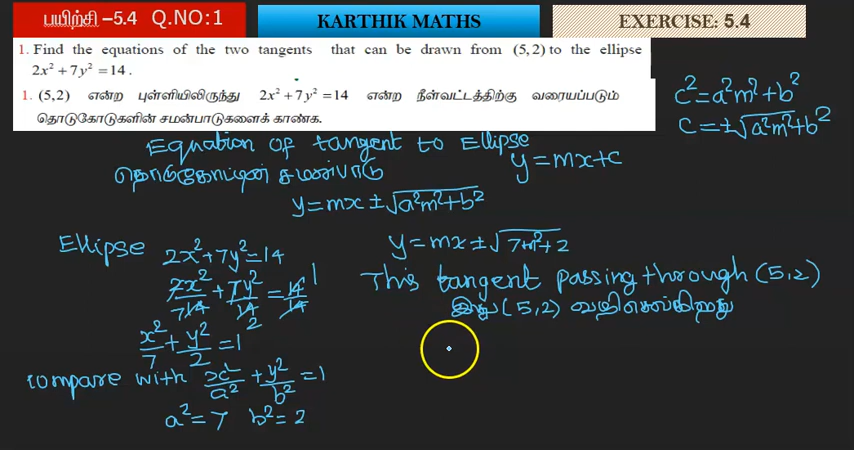 பயிற்சி –5.4 Q.NO:1
KARTHIK MATHS
EXERCISE: 5.4
1. Find the equations of the two tangents that can be drawn from (5,2) to the ellipse
2x² + 7y² = 14.
1. (5,2) என்ற புள்ளியிலிருந்து 2x² + 7y² = 14 என்ற நீள்வட்டத்திற்கு வரையப்படும்
தொடுகோடுகளின் சமன்பாடுகளைக் காண்க.
c² = a²m² + b²
c = ±√a²m² + b²
Equation of tangent to Ellipse
y = mx + c
தொடுகோட்டின் சமன்பாடு
y = mx ± √a²m² + b²
Ellipse 2x² + 7y² = 14
2x²/14 + 7y²/14 = 14/14
7 2 1
x²/7 + y²/2 = 1
compare with x²/a² + y²/b² = 1
a² = 7 b² = 2
y = mx ± √7m² + 2
This tangent passing through (5,2)
இது (5,2) வழி செல்கிறது